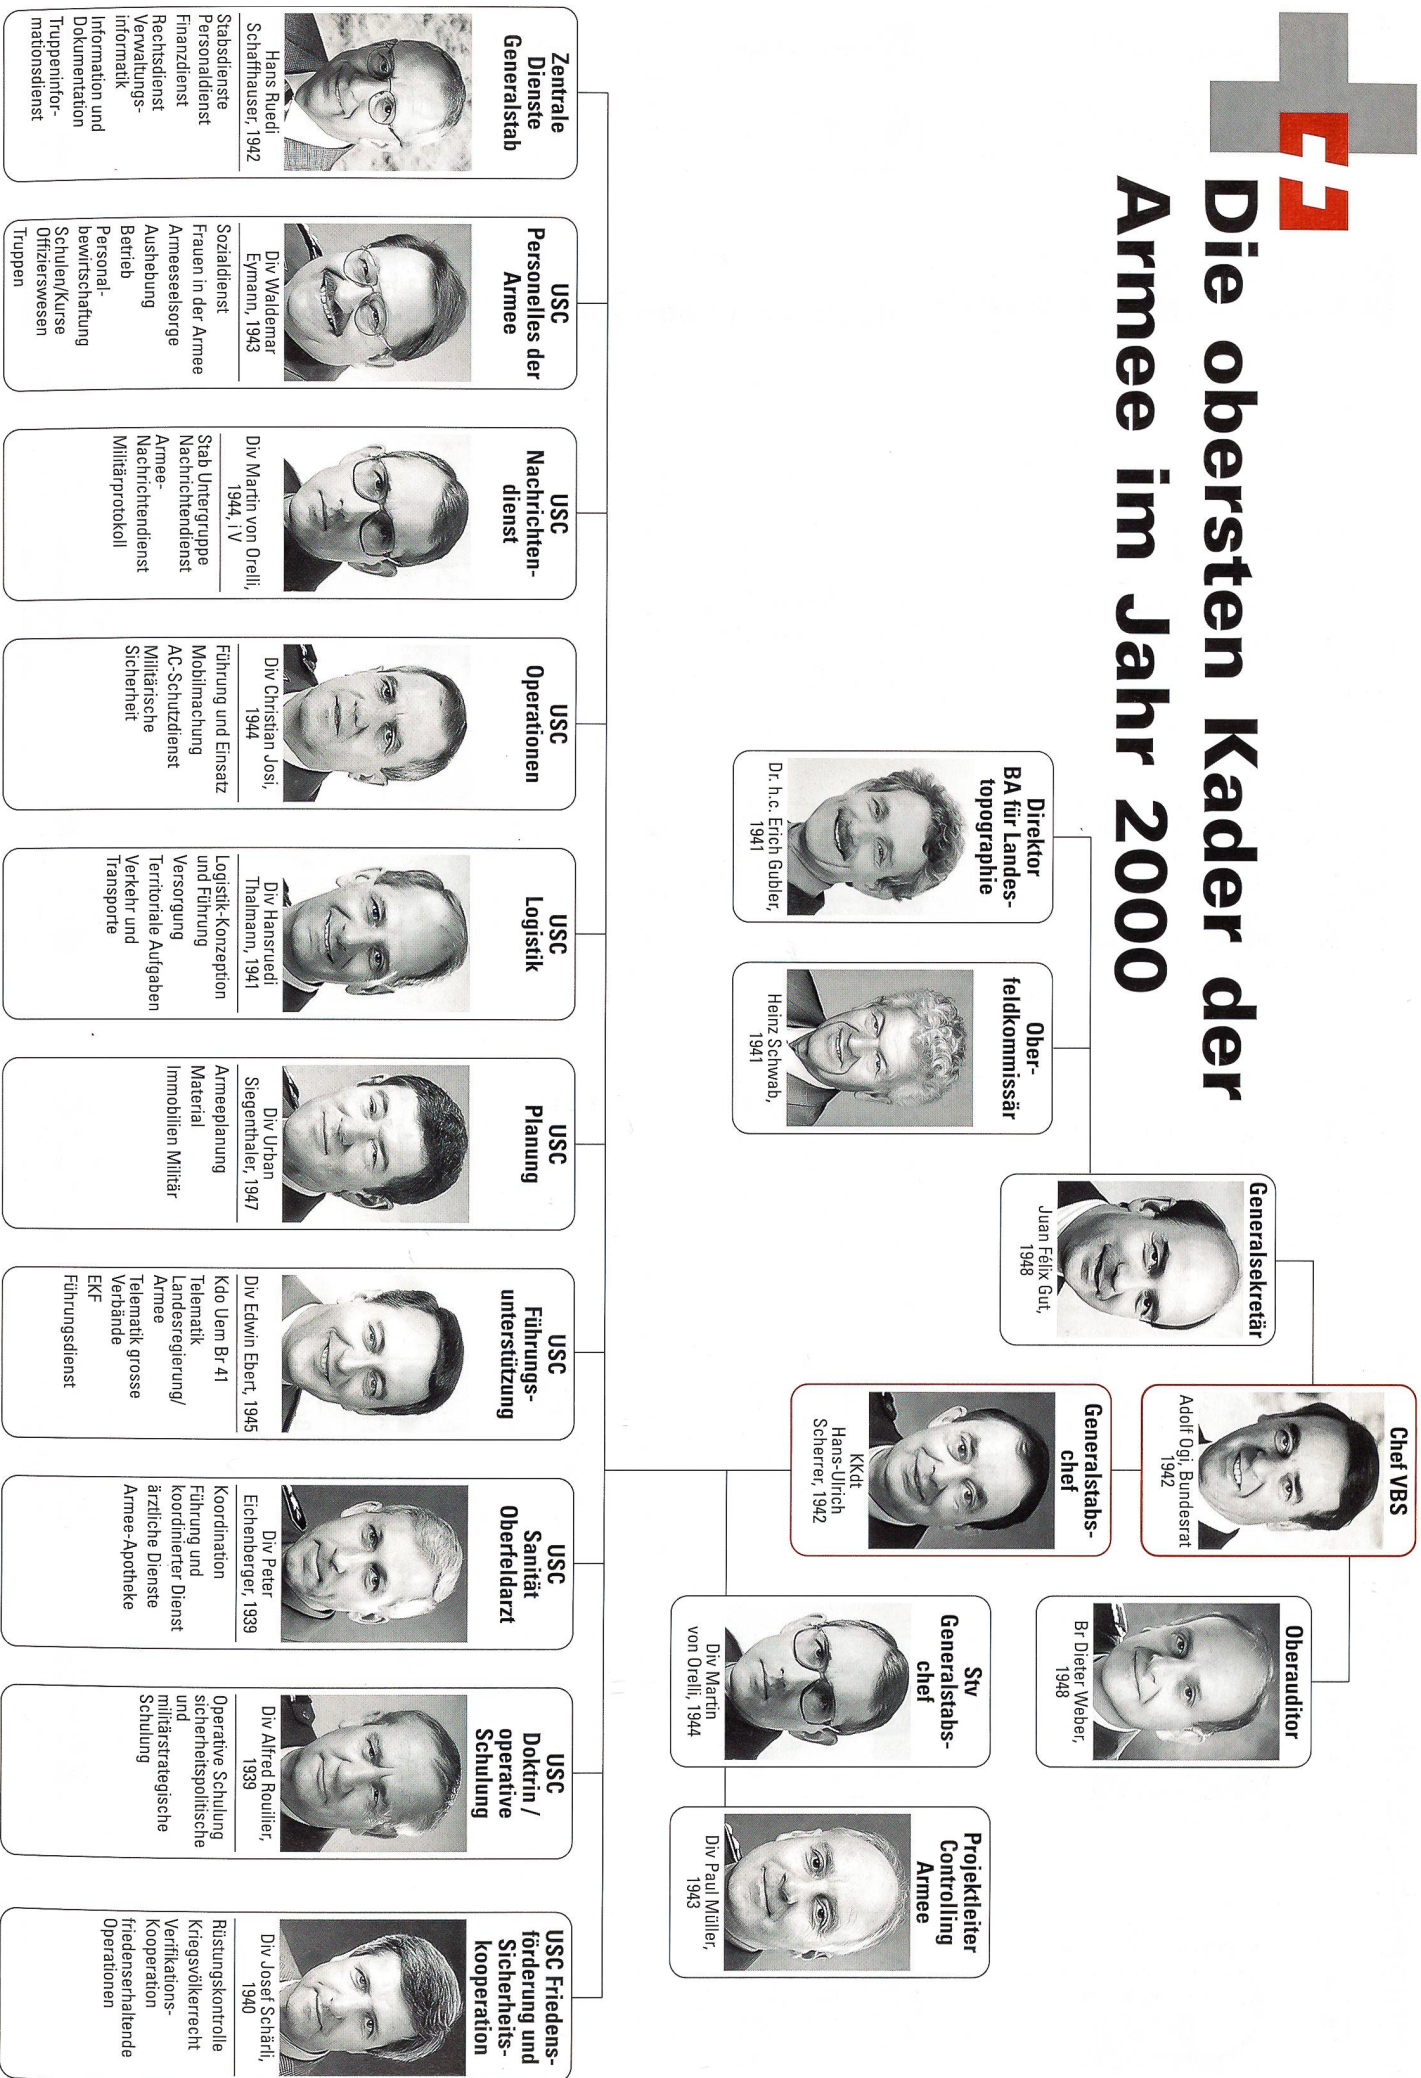 Die obersten Kader der
Armee im Jahr 2000
Chef VBS
Adolf Ogi, Bundesrat
1942
Generalsekretär
Juan Félix Gut,
1948
Oberauditor
Br Dieter Weber,
1948
Direktor
BA für Landes-
topographie
Dr. h.c. Erich Gubler,
1941
Ober-
feldkommissär
Heinz Schwab,
1941
Generalstabs-
chef
KKdt
Hans-Ulrich
Scherrer, 1942
Stv
Generalstabs-
chef
Div Martin
von Orelli, 1944
Projektleiter
Controlling
Armee
Div Paul Müller,
1943
Zentrale
Dienste
Generalstab
Hans Ruedi
Schaffhauser, 1942
Stabsdienste
Personaldienst
Finanzdienst
Rechtsdienst
Verwaltungs-
informatik
Information und
Dokumentation
Truppeninfor-
mationsdienst
USC
Personelles der
Armee
Div Waldemar
Eymann, 1943
Sozialdienst
Frauen in der Armee
Armeeseelsorge
Aushebung
Betrieb
Personal-
bewirtschaftung
Schulen/Kurse
Offizierswesen
Truppen
USC
Nachrichten-
dienst
Div Martin von Orelli,
1944, i V
Stab Untergruppe
Nachrichtendienst
Armee-
Nachrichtendienst
Militärprotokoll
USC
Operationen
Div Christian Josi,
1944
Führung und Einsatz
Mobilmachung
AC-Schutzdienst
Militärische
Sicherheit
USC
Logistik
Div Hansruedi
Thalmann, 1941
Logistik-Konzeption
und Führung
Versorgung
Territoriale Aufgaben
Verkehr und
Transporte
USC
Planung
Div Urban
Siegenthaler, 1947
Armeeplanung
Material
Immobilien Militär
USC
Führungs-
unterstützung
Div Edwin Ebert, 1945
Kdo Uem Br 41
Telematik
Landesregierung/
Armee
Telematik grosse
Verbände
EKF
Führungsdienst
USC
Sanität
Oberfeldarzt
Div Peter
Eichenberger, 1939
Koordination
Führung und
koordinierter Dienst
ärztliche Dienste
Armee-Apotheke
USC
Doktrin /
operative
Schulung
Div Alfred Roulier,
1939
Operative Schulung
sicherheitspolitische
und
militärstrategische
Schulung
USC Friedens-
förderung und
Sicherheits-
kooperation
Div Josef Schärli,
1940
Rüstungskontrolle
Kriegsvölkerrecht
Verifikations-
Kooperation
friedenserhaltende
Operationen